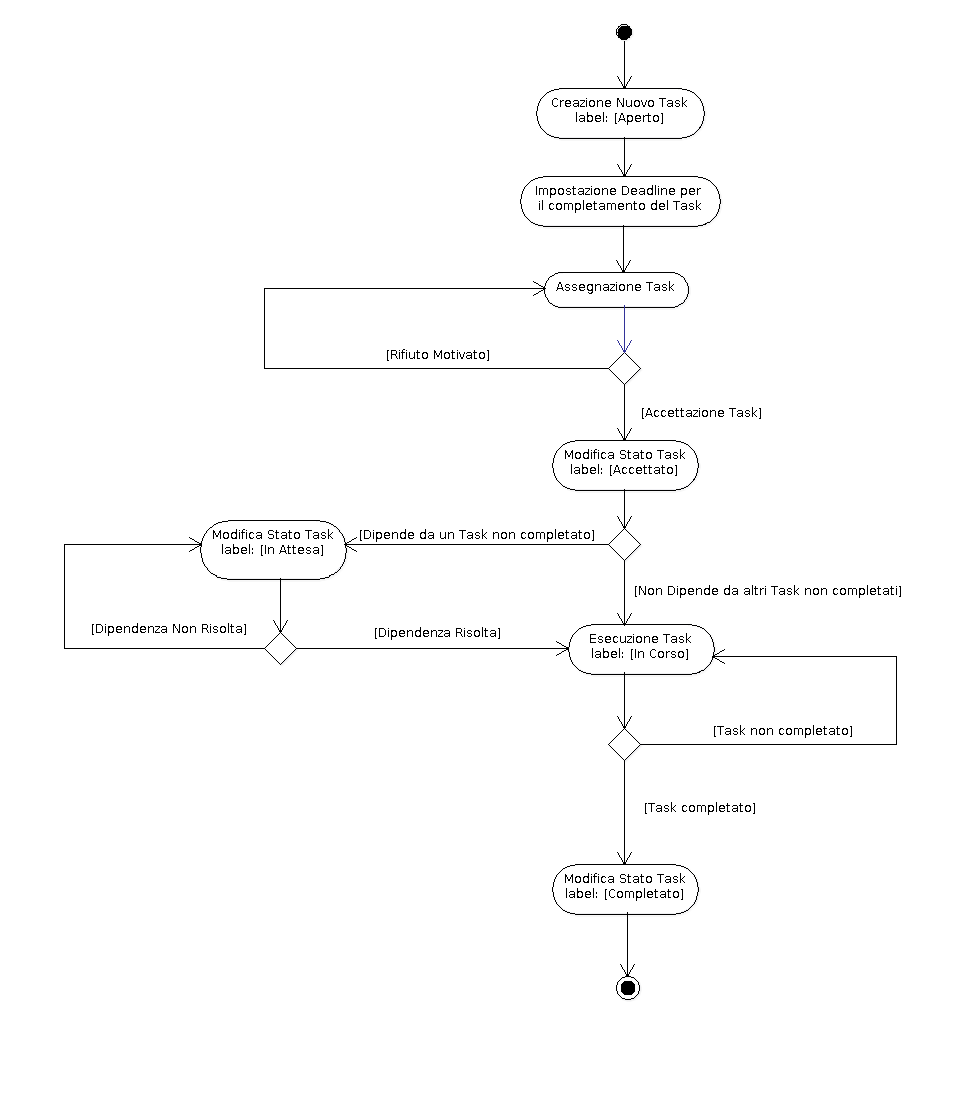 Creazione Nuovo Task
label: [Aperto]
Impostazione Deadline per
il completamento del Task
Assegnazione Task
[Rifiuto Motivato]
[Accettazione Task]
Modifica Stato Task
label: [Accettato]
[Dipende da un Task non completato]
Modifica Stato Task
label: [In Attesa]
[Non Dipende da altri Task non completati]
[Dipendenza Non Risolta]
[Dipendenza Risolta]
Esecuzione Task
label: [In Corso]
[Task non completato]
[Task completato]
Modifica Stato Task
label: [Completato]